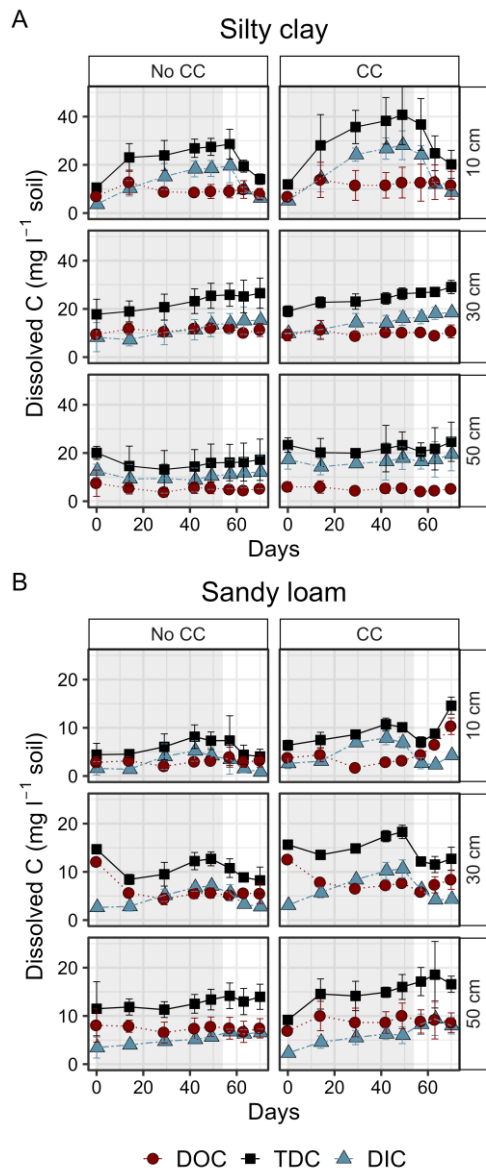 A
Silty clay
No CC
CC
40
20
0
10 cm
40
20
0
30 cm
40
20
0
50 cm
Dissolved C (mg l⁻¹ soil)
0 20 40 60
0 20 40 60
Days
B
Sandy loam
No CC
CC
20
10
0
10 cm
20
10
0
30 cm
20
10
0
50 cm
Dissolved C (mg l⁻¹ soil)
0 20 40 60
0 20 40 60
Days
DOC TDC DIC